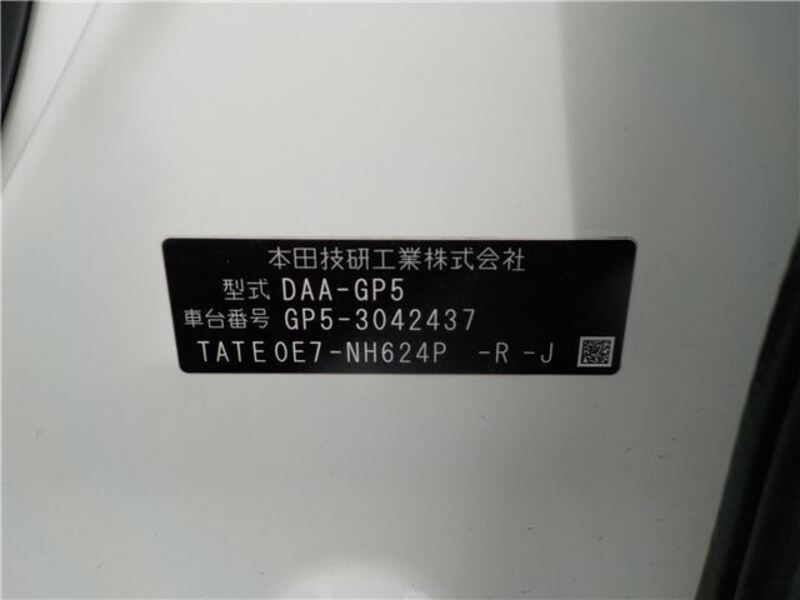 本田技研工業株式会社
型式 DAA-GP5
車台番号 GP5-3042437
TATE0E7-NH624P -R -J